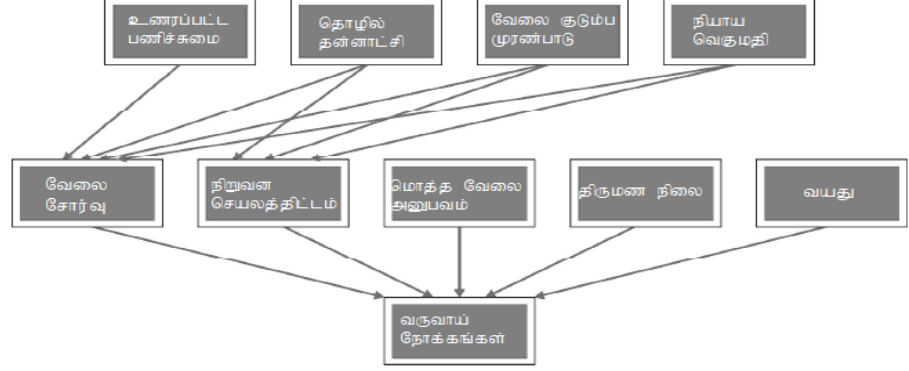 உணரப்பட்ட
பணிச்சுமை
தொழில்
தன்னாட்சி
வேலை குடும்ப
முரண்பாடு
நியாய
வெகுமதி
வேலை
சோர்வு
நிறுவன
செயலத்திட்டம்
மொத்த வேலை
அனுபவம்
திருமண நிலை
வயது
வருவாய்
நோக்கங்கள்